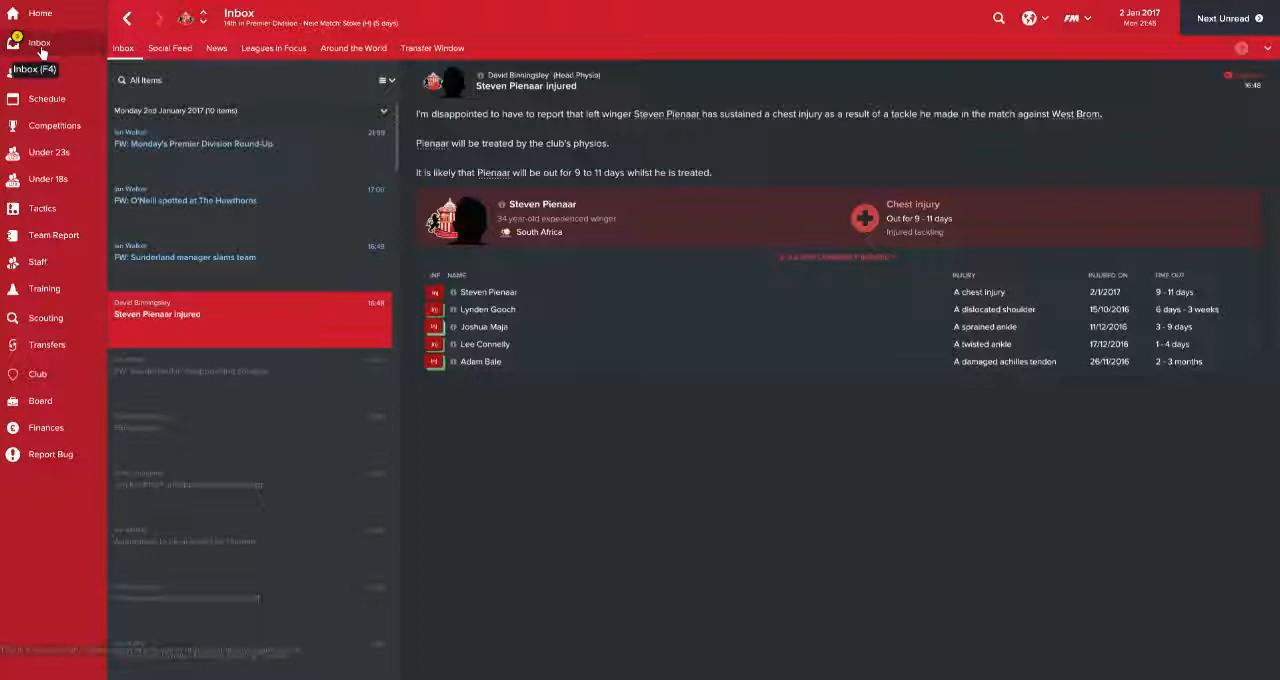 Home
Inbox
Inbox (F4)
Schedule
Competitions
Under 23s
Under 18s
Tactics
Team Report
Staff
Training
Scouting
Transfers
Club
Board
Finances
Report Bug
Inbox
14th in Premier Division - Next Match: Stoke (H) (5 days)
FM
2 Jan 2017
Mon 21:45
Next Unread
Inbox Social Feed News Leagues In Focus Around the World Transfer Window
All Items
Monday 2nd January 2017 (10 items)
Ian Walker
FW: Monday's Premier Division Round-Up
Ian Walker 17:00
FW: O'Neill spotted at The Hawthorns
Ian Walker 16:49
FW: Sunderland manager slams team
David Binningsley 16:48
Steven Pienaar injured
David Binningsley (Head Physio)
Steven Pienaar injured
16:48
I'm disappointed to have to report that left winger Steven Pienaar has sustained a chest injury as a result of a tackle he made in the match against West Brom.
Pienaar will be treated by the club's physios.
It is likely that Pienaar will be out for 9 to 11 days whilst he is treated.
Steven Pienaar
34 year-old experienced winger
South Africa
Chest injury
Out for 9 - 11 days
Injured tackling
INF NAME INJURY INJURED ON TIME OUT
Inj Steven Pienaar A chest injury 2/1/2017 9 - 11 days
Inj Lynden Gooch A dislocated shoulder 15/10/2016 6 days - 3 weeks
Inj Joshua Maja A sprained ankle 11/12/2016 3 - 9 days
Inj Lee Connelly A twisted ankle 17/12/2016 1 - 4 days
Inj Adam Bale A damaged achilles tendon 26/11/2016 2 - 3 months